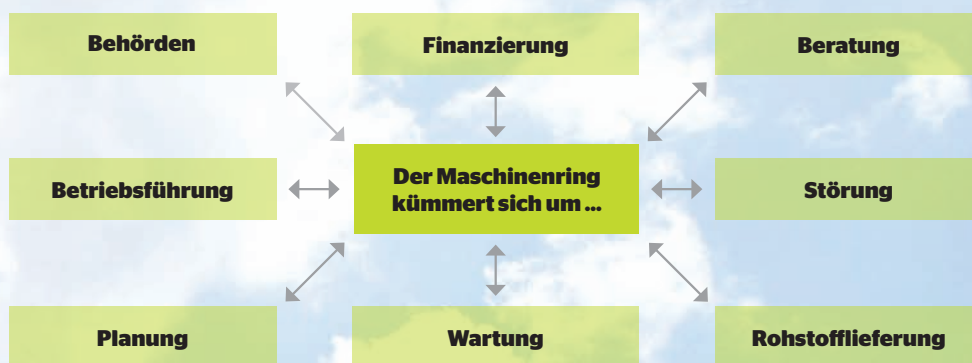 Behörden
Finanzierung
Beratung
Betriebsführung
Der Maschinenring
kümmert sich um ...
Störung
Planung
Wartung
Rohstofflieferung